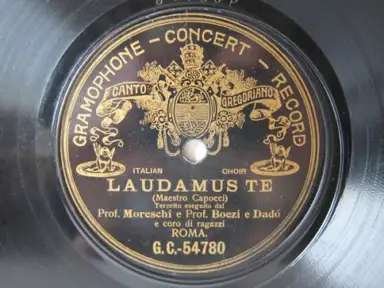 GRAMOPHONE - CONCERT - RECORD
CANTO GREGORIANO
ITALIAN CHOIR
LAUDAMUS TE
(Maestro Capocci)
Terzetto eseguito dai
Prof. Moreschi e Prof. Boezi e Dadó
e coro di ragazzi
ROMA.
G.C.-54780